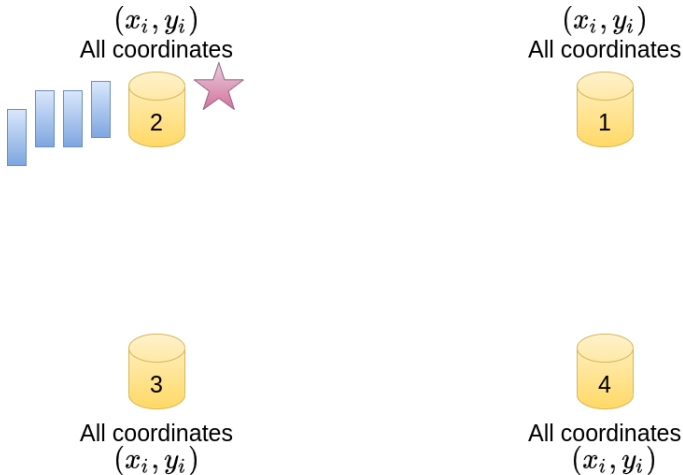 (x_i, y_i)
All coordinates
2
(x_i, y_i)
All coordinates
1
3
All coordinates
(x_i, y_i)
4
All coordinates
(x_i, y_i)